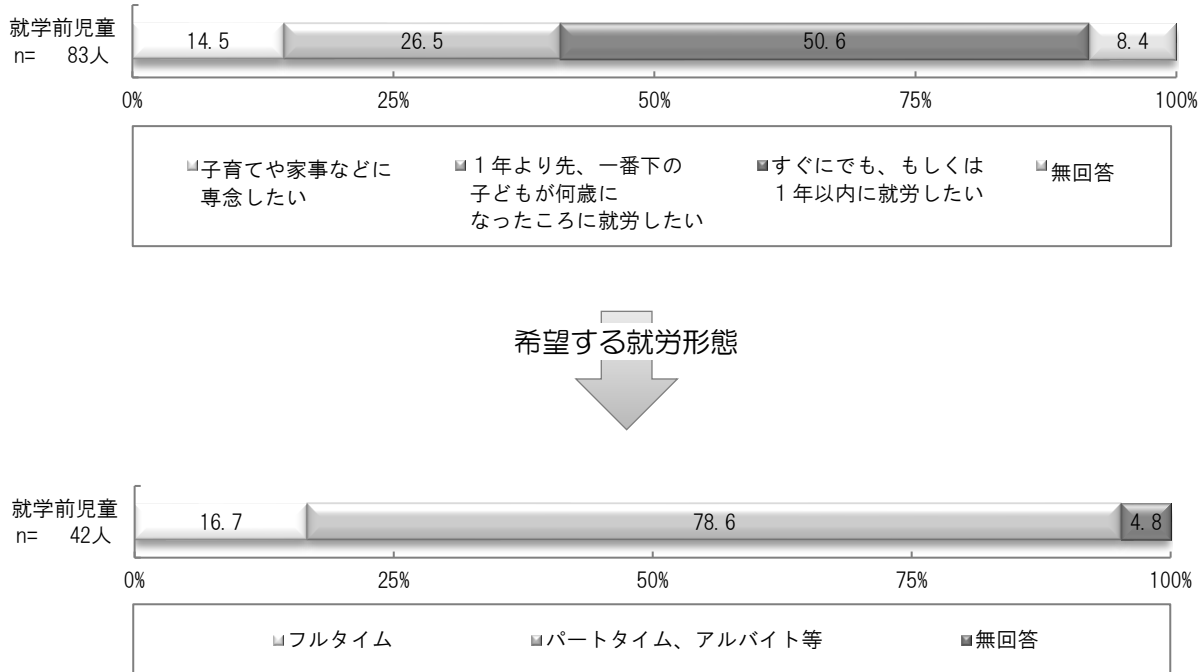 就学前児童
n= 83人
14.5 26.5 50.6 8.4
0% 25% 50% 75% 100%
子育てや家事などに
専念したい
１年より先、一番下の
子どもが何歳に
なったころに就労したい
すぐにでも、もしくは
１年以内に就労したい
無回答
希望する就労形態
就学前児童
n= 42人
16.7 78.6 4.8
0% 25% 50% 75% 100%
フルタイム パートタイム、アルバイト等 無回答